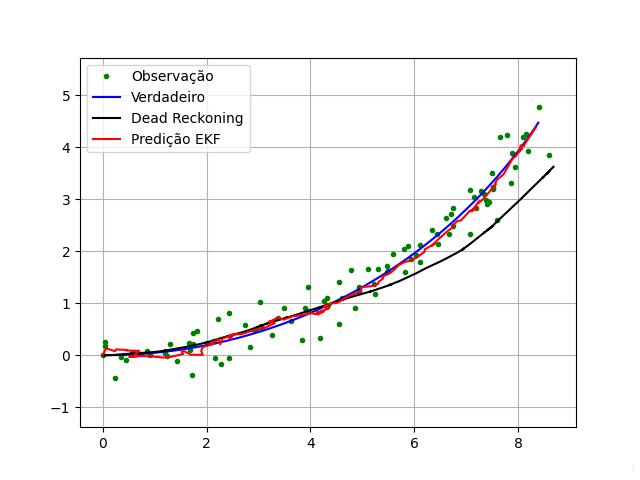 Observação
Verdadeiro
Dead Reckoning
Predição EKF
5
4
3
2
1
0
−1
0 2 4 6 8